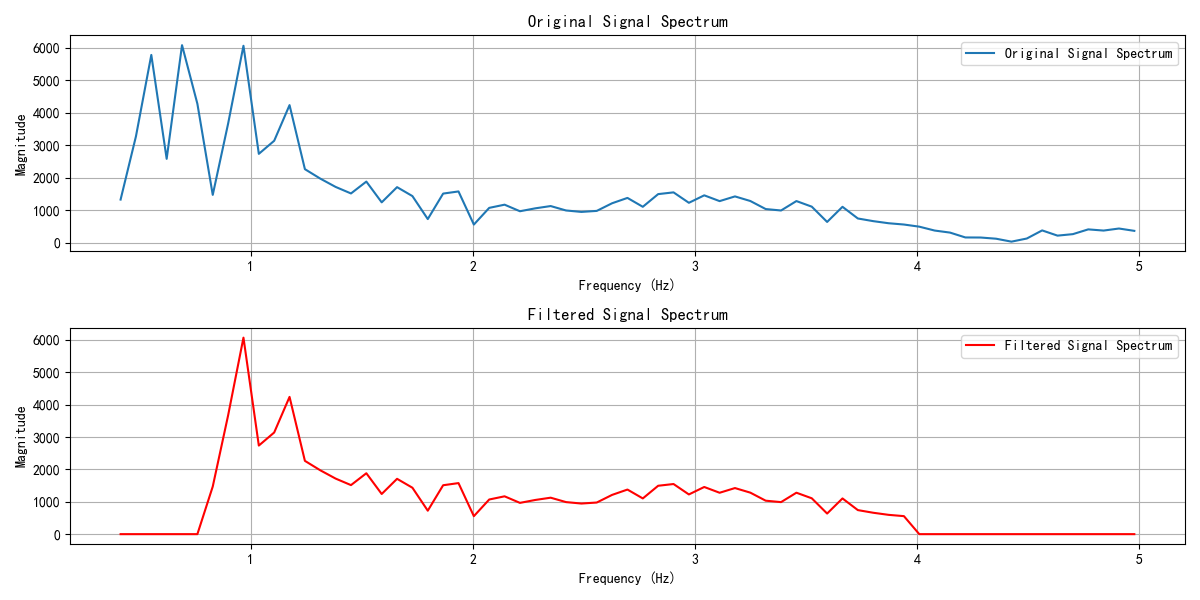 Original Signal Spectrum
Original Signal Spectrum
Magnitude
6000
5000
4000
3000
2000
1000
0
1 2 3 4 5
Frequency (Hz)
Filtered Signal Spectrum
Filtered Signal Spectrum
Magnitude
6000
5000
4000
3000
2000
1000
0
1 2 3 4 5
Frequency (Hz)